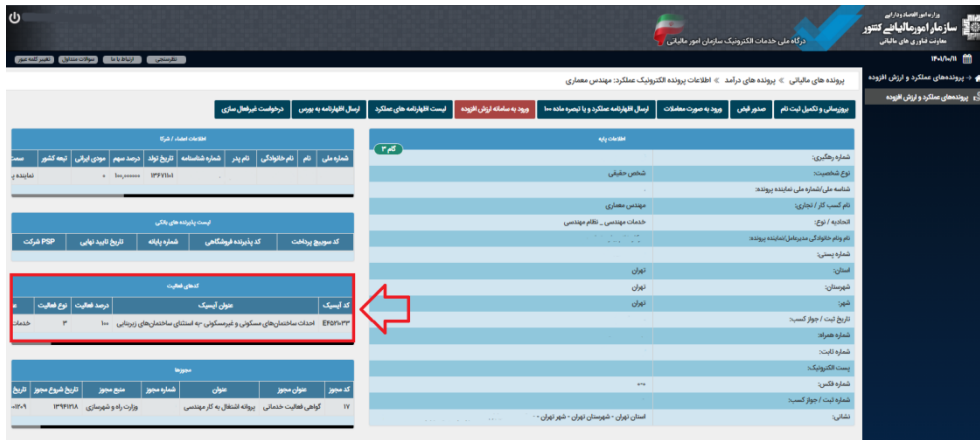 وزارت امور اقتصاد و دارایی
سازمان امور مالیاتی کشور
معاونت فناوری های مالیاتی
درگاه ملی خدمات الکترونیک سازمان امور مالیاتی
۱۴۰۱/۱۰/۱۱
نظرسنجی
ارتباط با ما
سوالات متداول
تغییر کلمه عبور
پرونده‌های عملکرد و ارزش افزوده
پرونده‌های عملکرد و ارزش افزوده
پرونده های مالیاتی » پرونده های درآمد » اطلاعات پرونده الکترونیک عملکرد: مهندس معماری
بروزرسانی و تکمیل ثبت نام
صدور قبض
ورود به صورت معاملات
ارسال اظهارنامه عملکرد و یا تبصره ماده ۱۰۰
ورود به سامانه ارزش افزوده
لیست اظهارنامه های عملکرد
ارسال اظهارنامه به بورس
درخواست غیرفعال سازی
اطلاعات پایه
گام ۳
شماره رهگیری:
نوع شخصیت: شخص حقیقی
شناسه ملی/شماره ملی نماینده پرونده:
نام کسب کار / تجاری: مهندس معماری
اتحادیه / نوع: خدمات مهندسی _ نظام مهندسی
نام ونام خانوادگی مدیرعامل/نماینده پرونده:
شماره پستی:
استان: تهران
شهرستان: تهران
شهر: تهران
تاریخ ثبت / جواز کسب:
شماره همراه:
شماره ثابت:
پست الکترونیک:
شماره فکس:
شماره ثبت / جواز کسب:
نشانی: استان تهران - شهرستان تهران - شهر تهران -
اطلاعات اعضاء / شرکا
شماره ملی نام نام خانوادگی نام پدر شماره شناسنامه تاریخ تولد درصد سهم مودی ایرانی تبعه کشور سمت
۱۳۶۷۱۱۰۱ ۱۰۰,۰۰۰۰۰۰ ۰ نماینده
لیست پذیرنده های بانکی
کد سوییچ پرداخت کد پذیرنده فروشگاهی شماره پایانه تاریخ تایید نهایی PSP شرکت
کدهای فعالیت
کد آیسیک عنوان آیسیک درصد فعالیت نوع فعالیت
E۴۵۲۱۰۳۳ احداث ساختمان‌های مسکونی و غیرمسکونی -به استثنای ساختمان‌های زیربنایی ۱۰۰ ۳ خدمات
مجوزها
کد مجوز عنوان مجوز عنوان شماره مجوز منبع مجوز تاریخ شروع مجوز تاریخ
۱۷ گواهی فعالیت خدماتی پروانه اشتغال به کار مهندسی وزارت راه و شهرسازی ۱۳۹۴۱۲۱۸